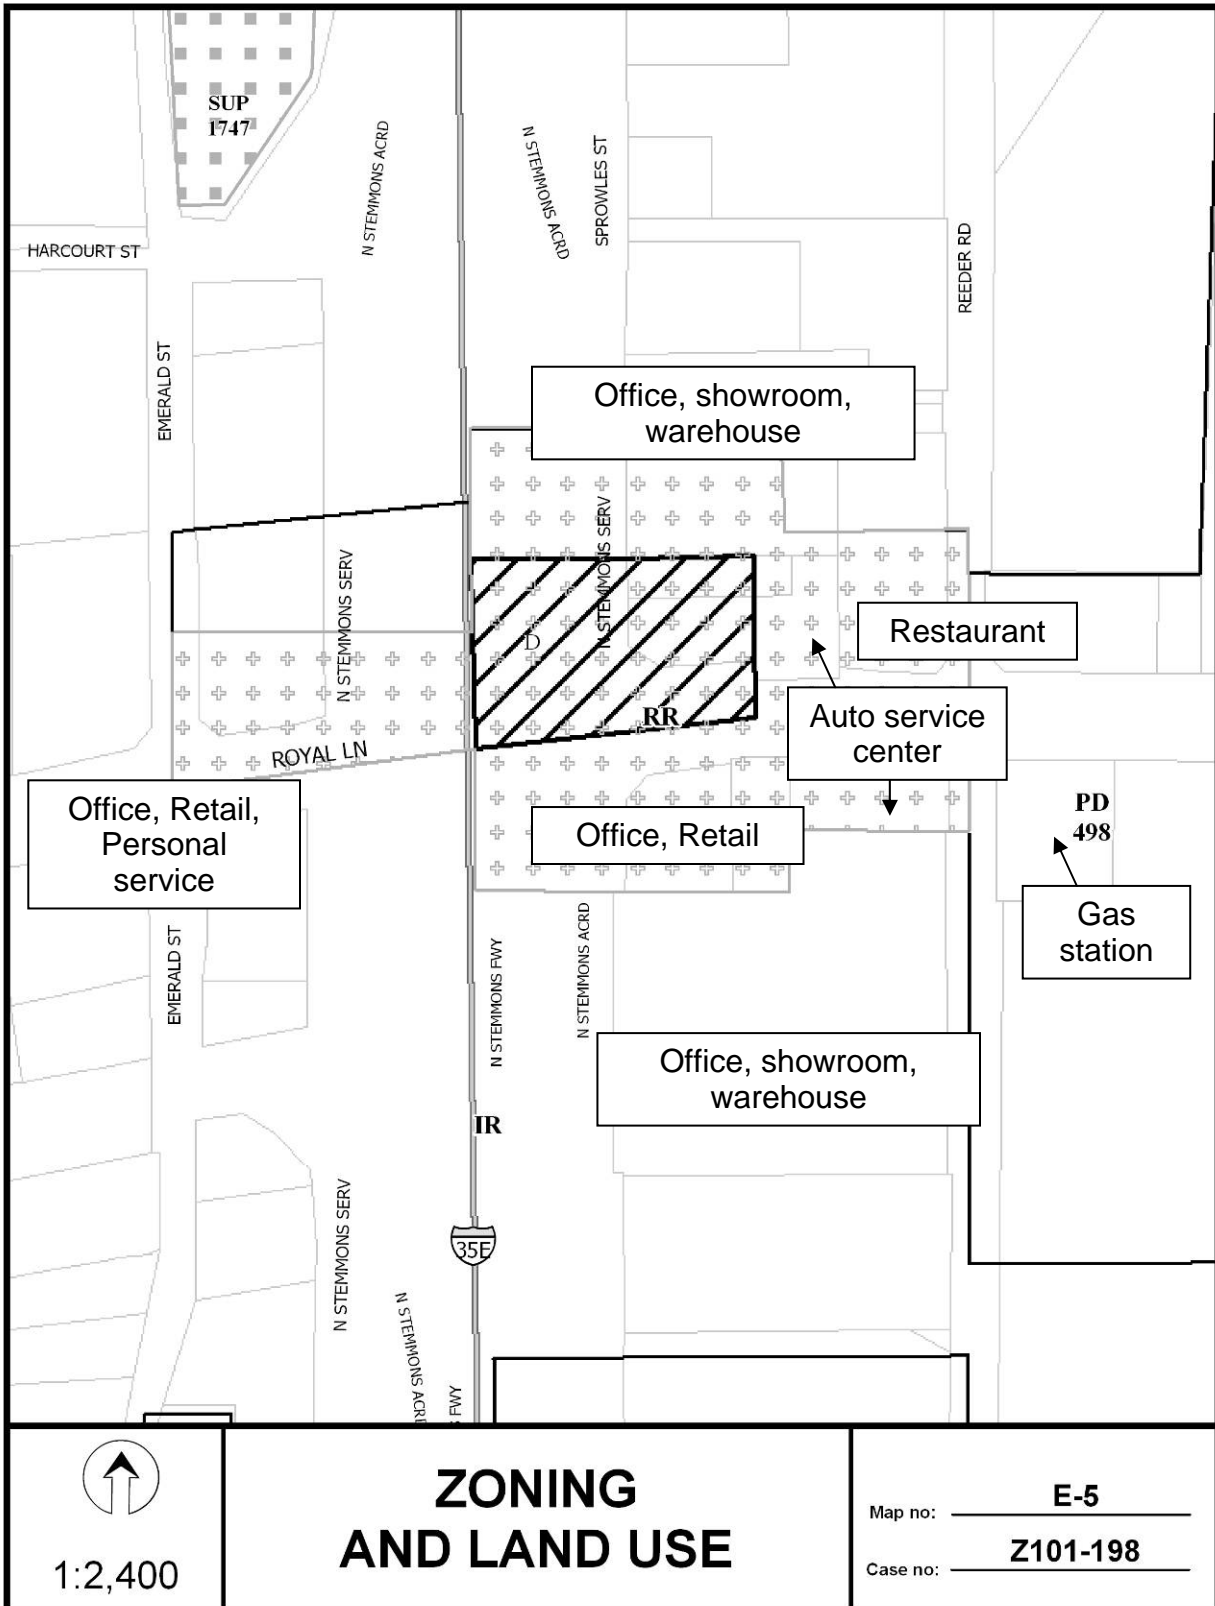 SUP
1747
N STEMMONS ACRD
N STEMMONS ACRD
SPROWLES ST
HARCOURT ST
REEDER RD
EMERALD ST
Office, showroom,
warehouse
N STEMMONS SERV
N STEMMONS SERV
D
Restaurant
RR
Auto service
center
ROYAL LN
Office, Retail,
Personal
service
Office, Retail
PD
498
Gas
station
EMERALD ST
N STEMMONS FWY
N STEMMONS ACRD
Office, showroom,
warehouse
IR
35E
N STEMMONS SERV
N STEMMONS ACRD
S FWY
1:2,400
ZONING
AND LAND USE
Map no: E-5
Case no: Z101-198